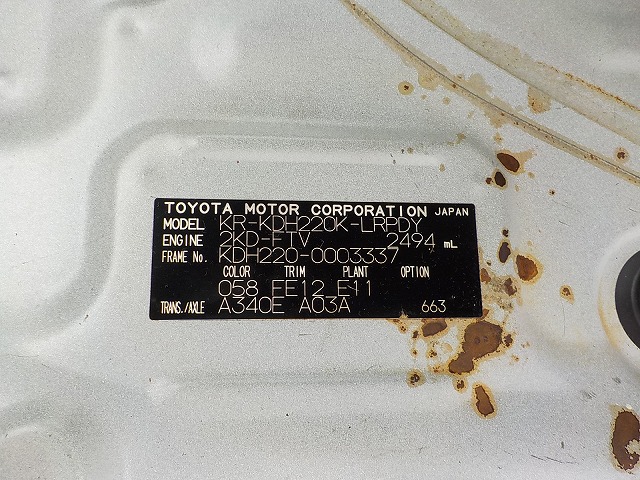 TOYOTA MOTOR CORPORATION JAPAN
MODEL KR-KDH220K-LRPDY
ENGINE 2KD-FTV 2494 mL
FRAME No. KDH220-0003337
COLOR TRIM PLANT OPTION
058 FE12 E11
TRANS./AXLE A340E A03A 663